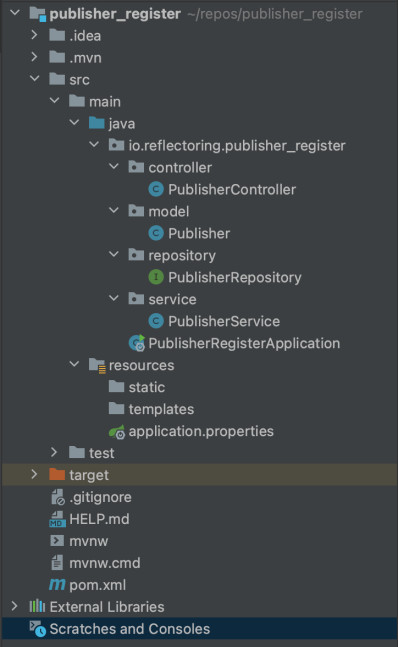 publisher_register ~/repos/publisher_register
.idea
.mvn
src
main
java
io.reflectoring.publisher_register
controller
C PublisherController
model
C Publisher
repository
I PublisherRepository
service
C PublisherService
PublisherRegisterApplication
resources
static
templates
application.properties
test
target
.gitignore
MD HELP.md
mvnw
mvnw.cmd
m pom.xml
External Libraries
Scratches and Consoles